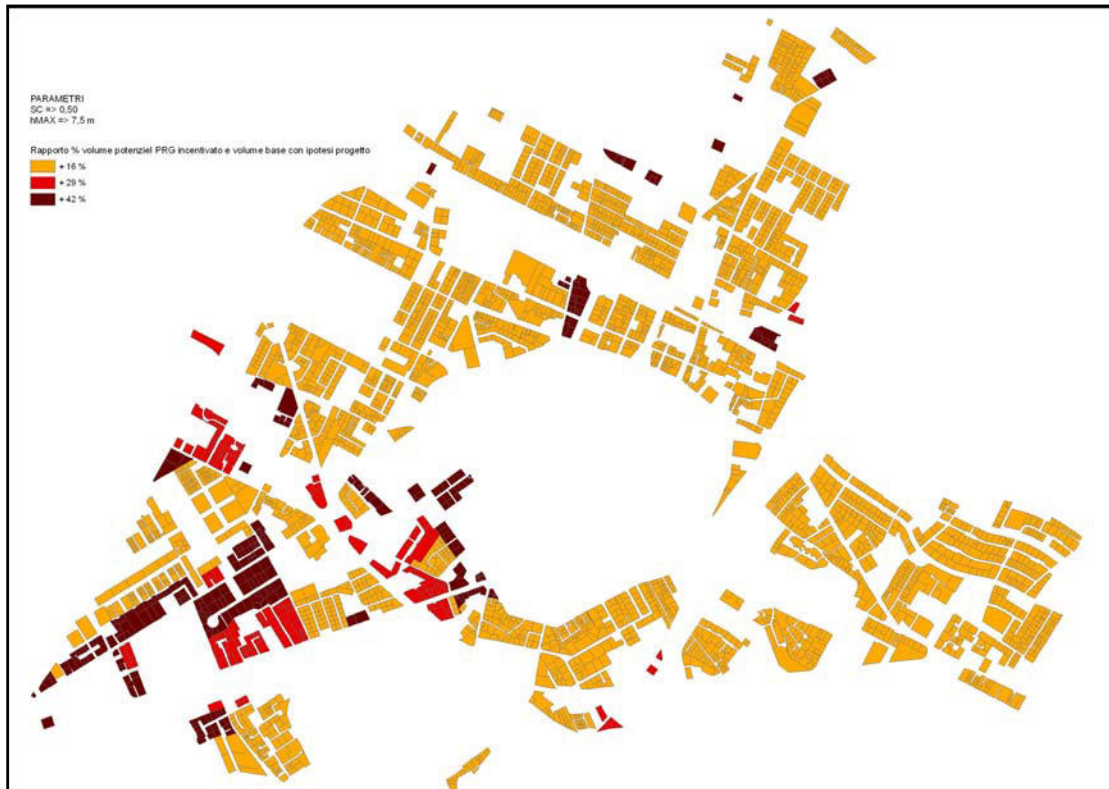 PARAMETRI
SC => 0,50
hMAX => 7,5 m
Rapporto % volume potenziel PRG incentivato e volume base con ipotesi progetto
+ 16 %
+ 29 %
+ 42 %